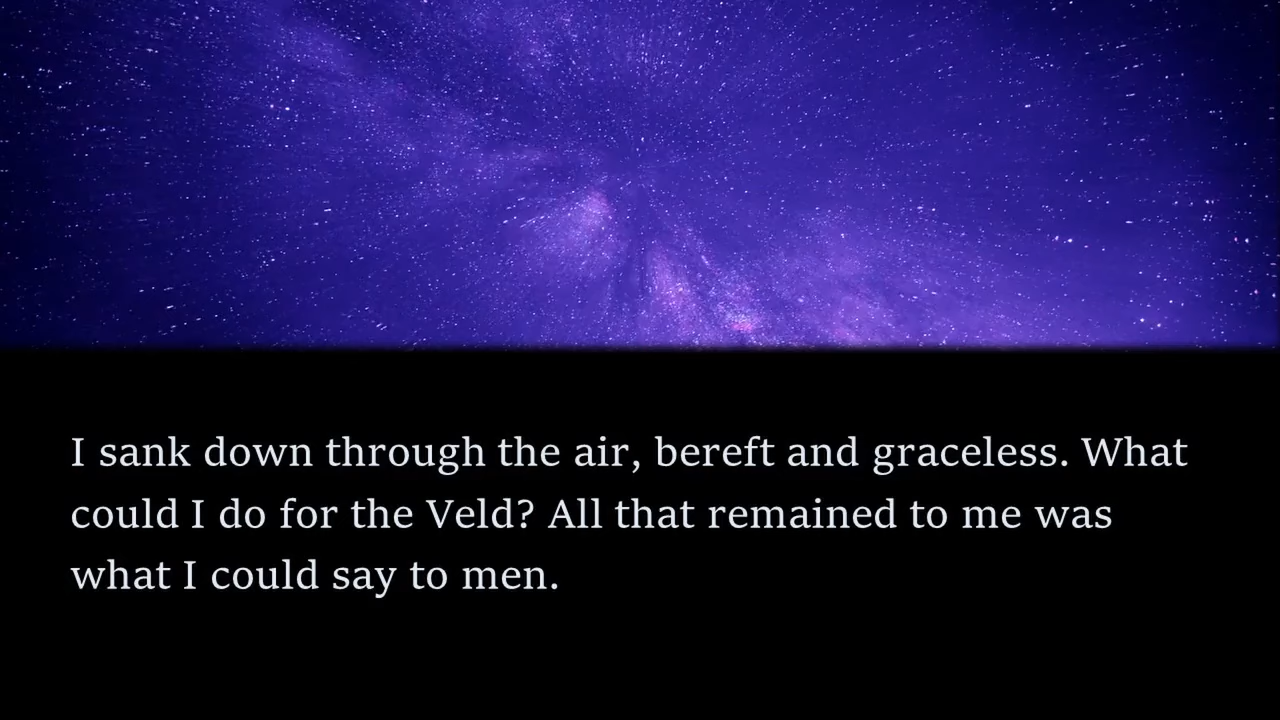 I sank down through the air, bereft and graceless. What
could I do for the Veld? All that remained to me was
what I could say to men.